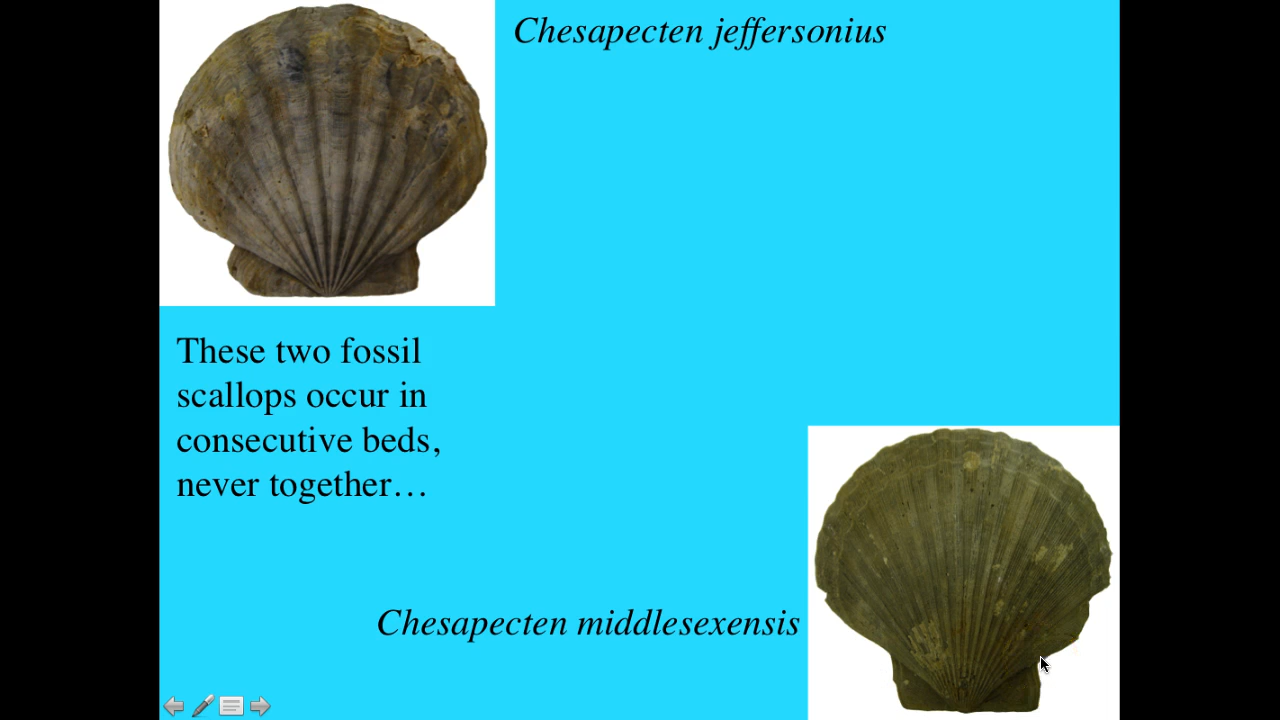 Chesapecten jeffersonius
These two fossil
scallops occur in
consecutive beds,
never together…
Chesapecten middlesexensis